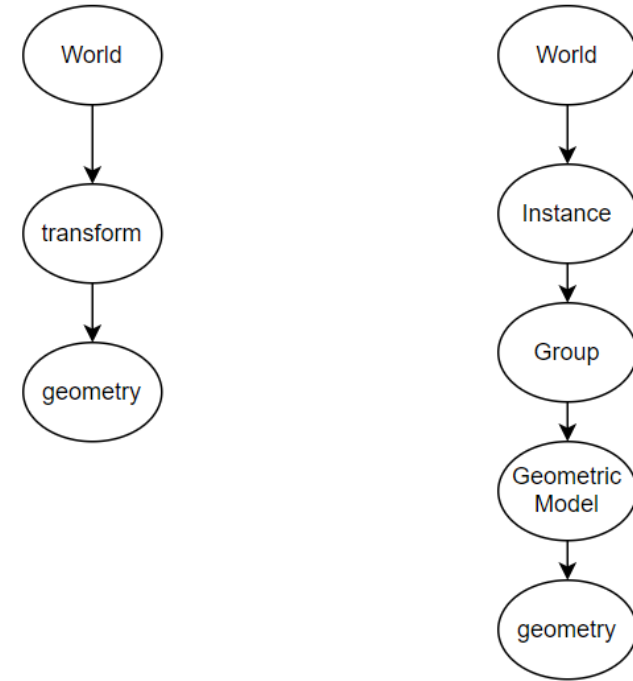 World
transform
geometry
World
Instance
Group
Geometric
Model
geometry